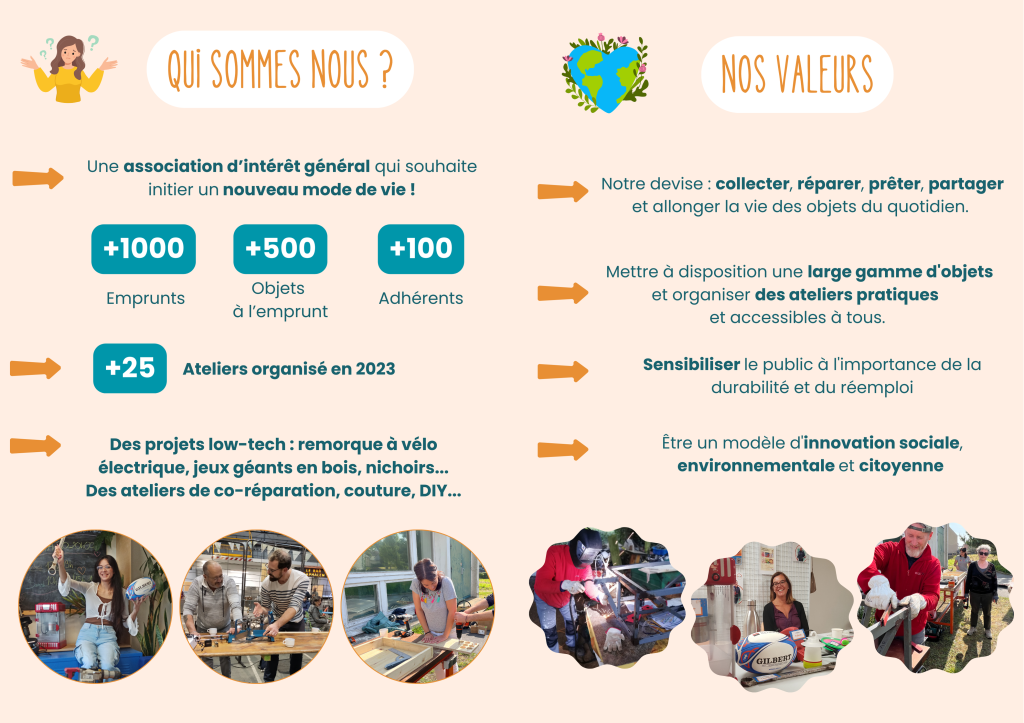 QUI SOMMES NOUS ?
Une association d'intérêt général qui souhaite
initier un nouveau mode de vie !
+1000
Emprunts
+500
Objets
à l'emprunt
+100
Adhérents
+25
Ateliers organisé en 2023
Des projets low-tech : remorque à vélo
électrique, jeux géants en bois, nichoirs...
Des ateliers de co-réparation, couture, DIY...
NOS VALEURS
Notre devise : collecter, réparer, prêter, partager
et allonger la vie des objets du quotidien.
Mettre à disposition une large gamme d'objets
et organiser des ateliers pratiques
et accessibles à tous.
Sensibiliser le public à l'importance de la
durabilité et du réemploi
Être un modèle d'innovation sociale,
environnementale et citoyenne
GILBERT